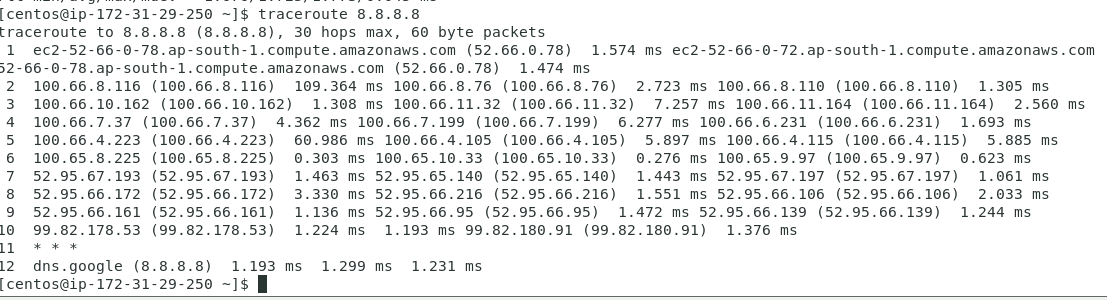 [centos@ip-172-31-29-250 ~]$ traceroute 8.8.8.8
traceroute to 8.8.8.8 (8.8.8.8), 30 hops max, 60 byte packets
 1  ec2-52-66-0-78.ap-south-1.compute.amazonaws.com (52.66.0.78)  1.574 ms ec2-52-66-0-72.ap-south-1.compute.amazonaws.com
52-66-0-78.ap-south-1.compute.amazonaws.com (52.66.0.78)  1.474 ms
 2  100.66.8.116 (100.66.8.116)  109.364 ms 100.66.8.76 (100.66.8.76)  2.723 ms 100.66.8.110 (100.66.8.110)  1.305 ms
 3  100.66.10.162 (100.66.10.162)  1.308 ms 100.66.11.32 (100.66.11.32)  7.257 ms 100.66.11.164 (100.66.11.164)  2.560 ms
 4  100.66.7.37 (100.66.7.37)  4.362 ms 100.66.7.199 (100.66.7.199)  6.277 ms 100.66.6.231 (100.66.6.231)  1.693 ms
 5  100.66.4.223 (100.66.4.223)  60.986 ms 100.66.4.105 (100.66.4.105)  5.897 ms 100.66.4.115 (100.66.4.115)  5.885 ms
 6  100.65.8.225 (100.65.8.225)  0.303 ms 100.65.10.33 (100.65.10.33)  0.276 ms 100.65.9.97 (100.65.9.97)  0.623 ms
 7  52.95.67.193 (52.95.67.193)  1.463 ms 52.95.65.140 (52.95.65.140)  1.443 ms 52.95.67.197 (52.95.67.197)  1.061 ms
 8  52.95.66.172 (52.95.66.172)  3.330 ms 52.95.66.216 (52.95.66.216)  1.551 ms 52.95.66.106 (52.95.66.106)  2.033 ms
 9  52.95.66.161 (52.95.66.161)  1.136 ms 52.95.66.95 (52.95.66.95)  1.472 ms 52.95.66.139 (52.95.66.139)  1.244 ms
10  99.82.178.53 (99.82.178.53)  1.224 ms  1.193 ms 99.82.180.91 (99.82.180.91)  1.376 ms
11  * * *
12  dns.google (8.8.8.8)  1.193 ms  1.299 ms  1.231 ms
[centos@ip-172-31-29-250 ~]$